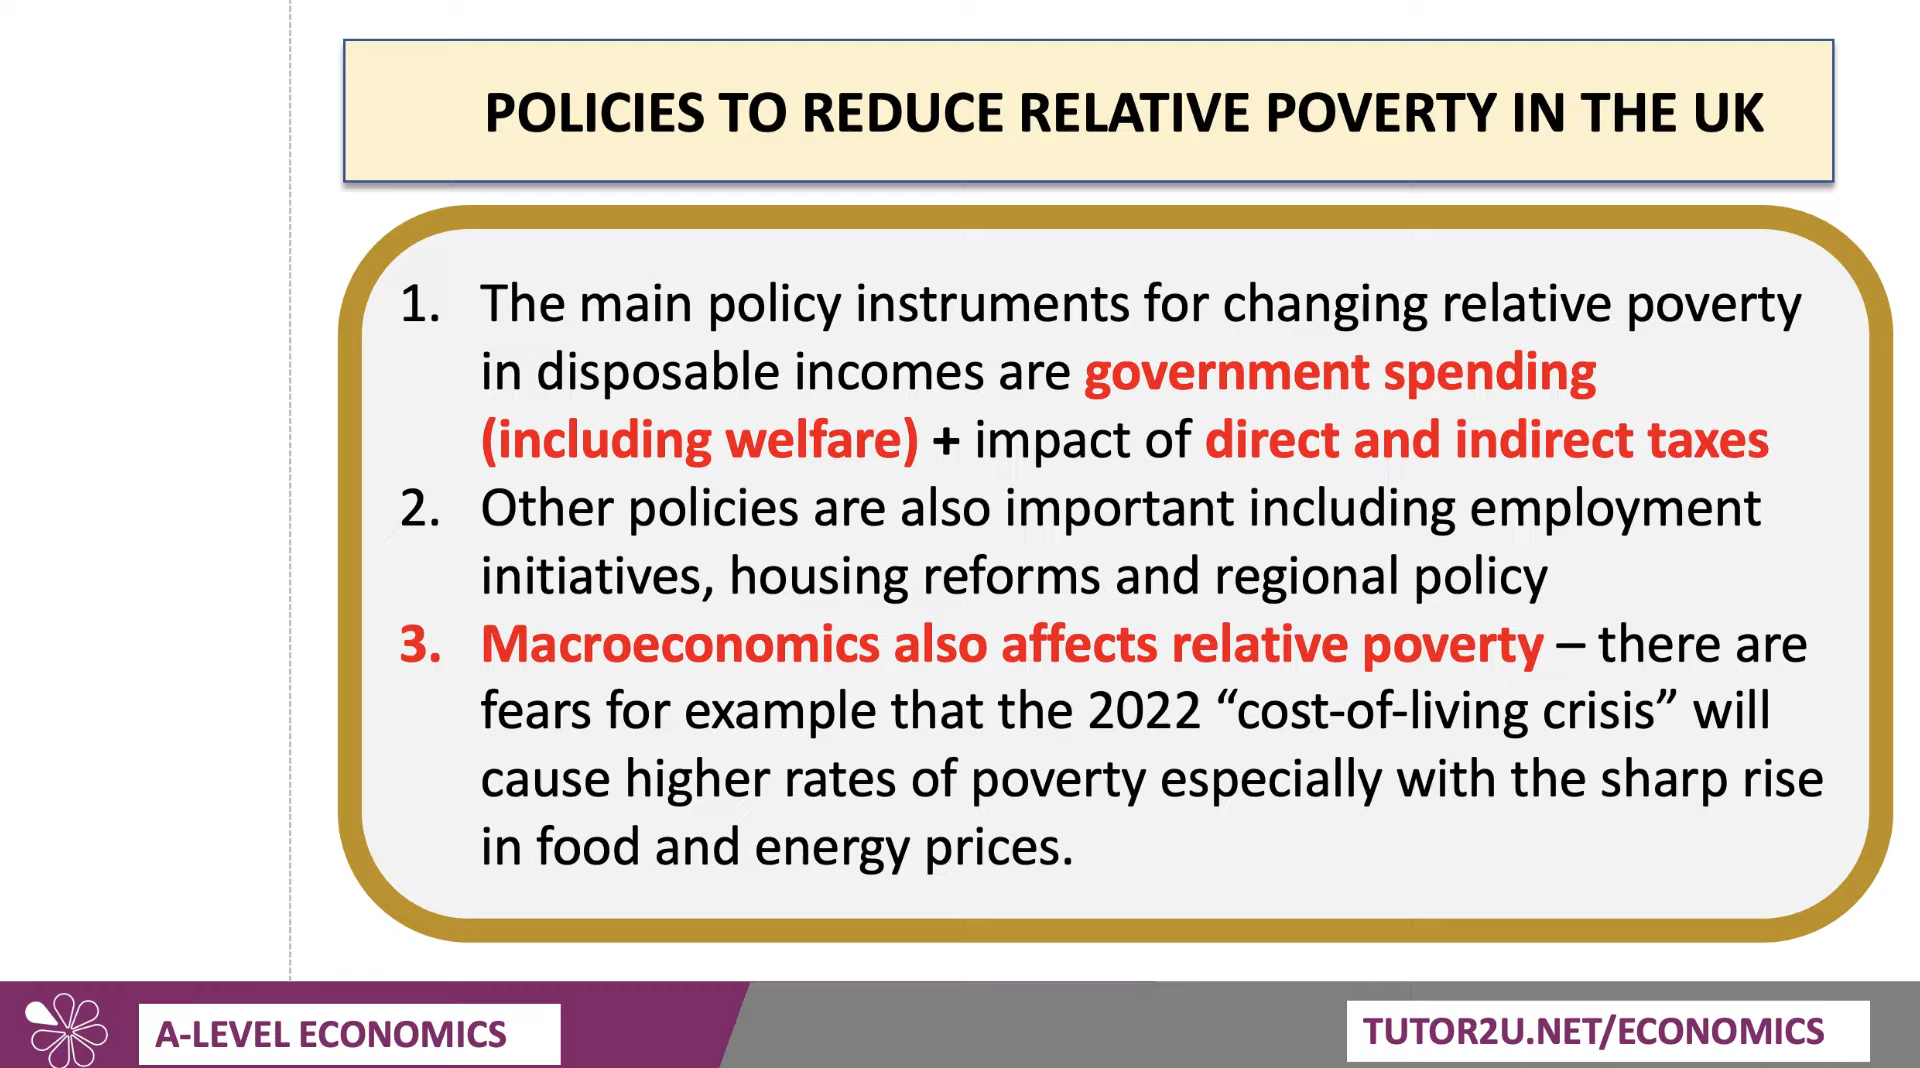 POLICIES TO REDUCE RELATIVE POVERTY IN THE UK
1. The main policy instruments for changing relative poverty
in disposable incomes are government spending
(including welfare) + impact of direct and indirect taxes
2. Other policies are also important including employment
initiatives, housing reforms and regional policy
3. Macroeconomics also affects relative poverty – there are
fears for example that the 2022 “cost-of-living crisis” will
cause higher rates of poverty especially with the sharp rise
in food and energy prices.
A-LEVEL ECONOMICS
TUTOR2U.NET/ECONOMICS